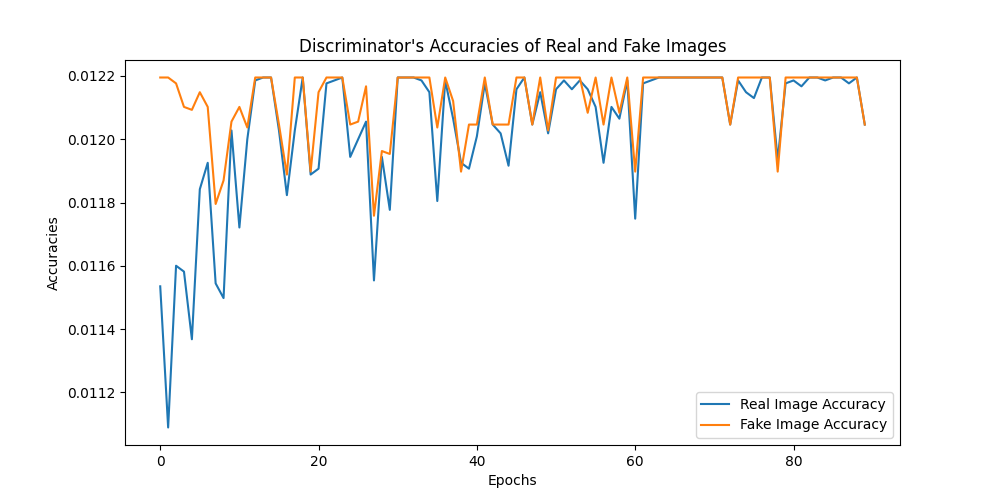 Discriminator's Accuracies of Real and Fake Images
0.0122
0.0120
0.0118
0.0116
0.0114
0.0112
Accuracies
Real Image Accuracy
Fake Image Accuracy
0 20 40 60 80
Epochs